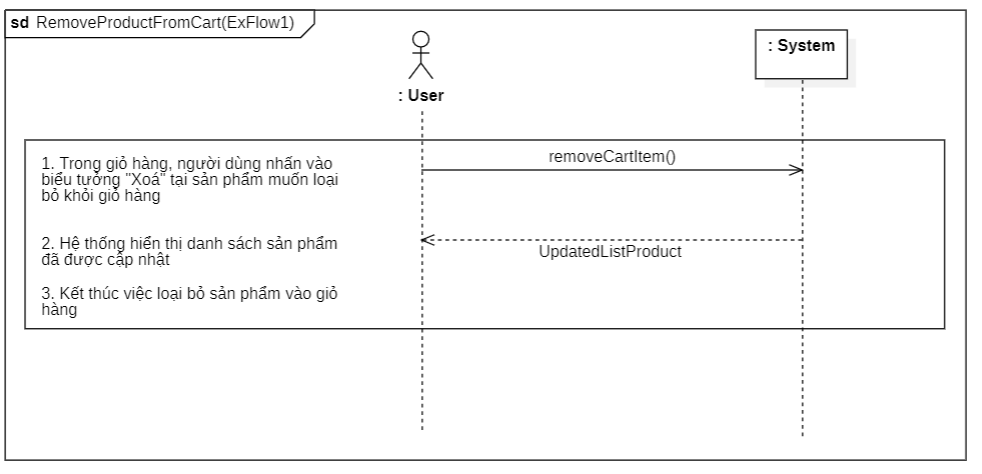 sd RemoveProductFromCart(ExFlow1)
: User
: System
1. Trong giỏ hàng, người dùng nhấn vào
biểu tưởng "Xoá" tại sản phẩm muốn loại
bỏ khỏi giỏ hàng
removeCartItem()
2. Hệ thống hiển thị danh sách sản phẩm
đã được cập nhật
UpdatedListProduct
3. Kết thúc việc loại bỏ sản phẩm vào giỏ
hàng